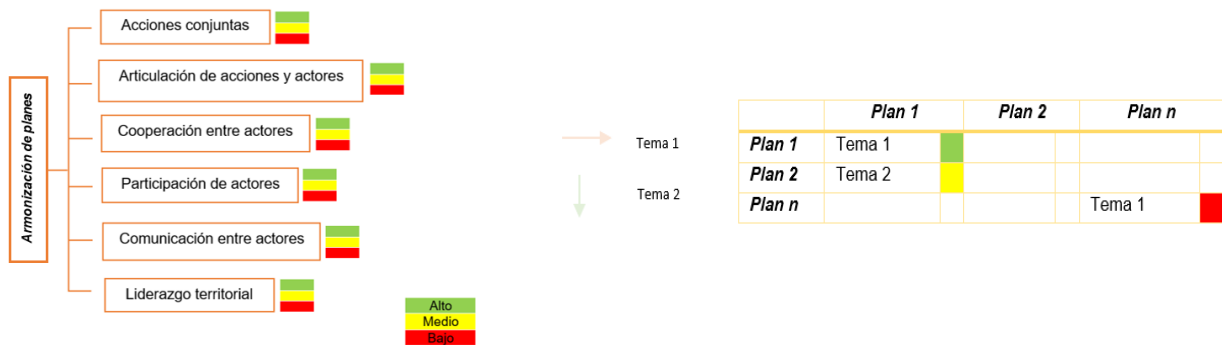 Armonización de planes
Acciones conjuntas
Articulación de acciones y actores
Cooperación entre actores
Participación de actores
Comunicación entre actores
Liderazgo territorial
Alto
Medio
Bajo
Tema 1
Tema 2
Plan 1 Plan 2 Plan n
Plan 1 Tema 1
Plan 2 Tema 2
Plan n Tema 1